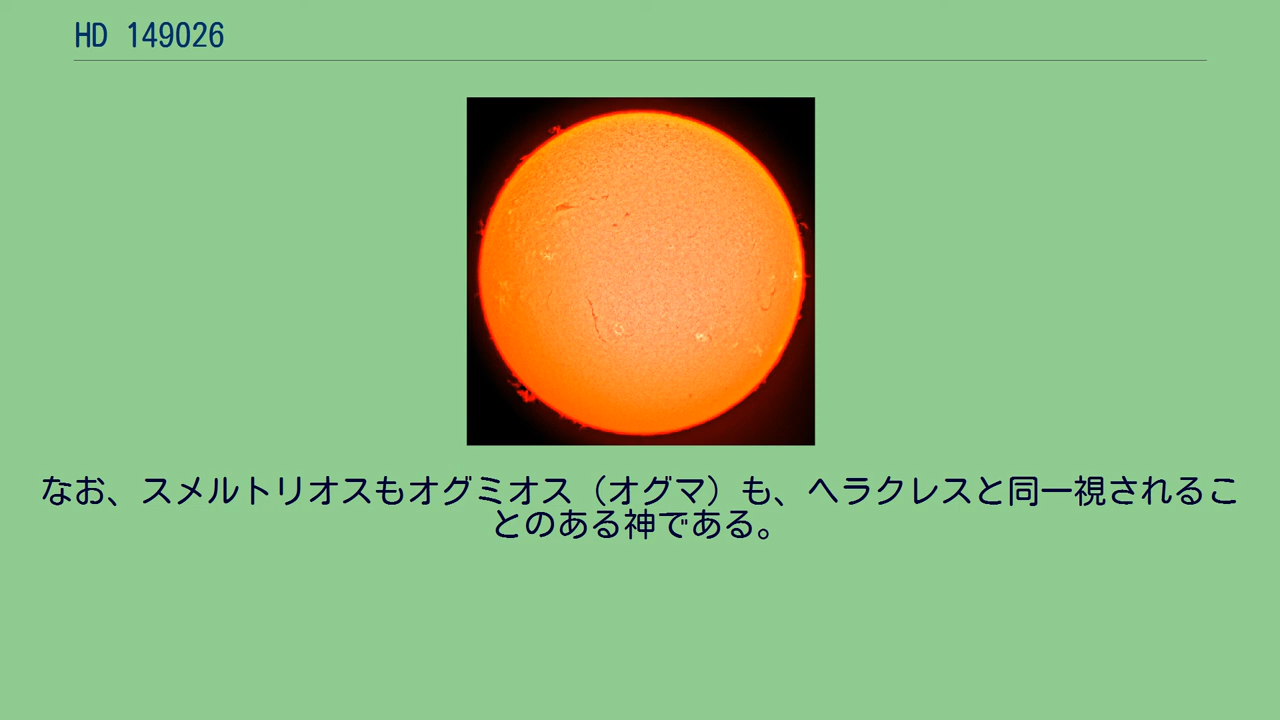 HD 149026
なお、スメルトリオスもオグミオス（オグマ）も、ヘラクレスと同一視されるこ
とのある神である。